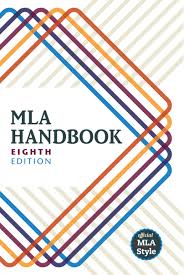 MLA
HANDBOOK
EIGHTH
EDITION
official
MLA
Style